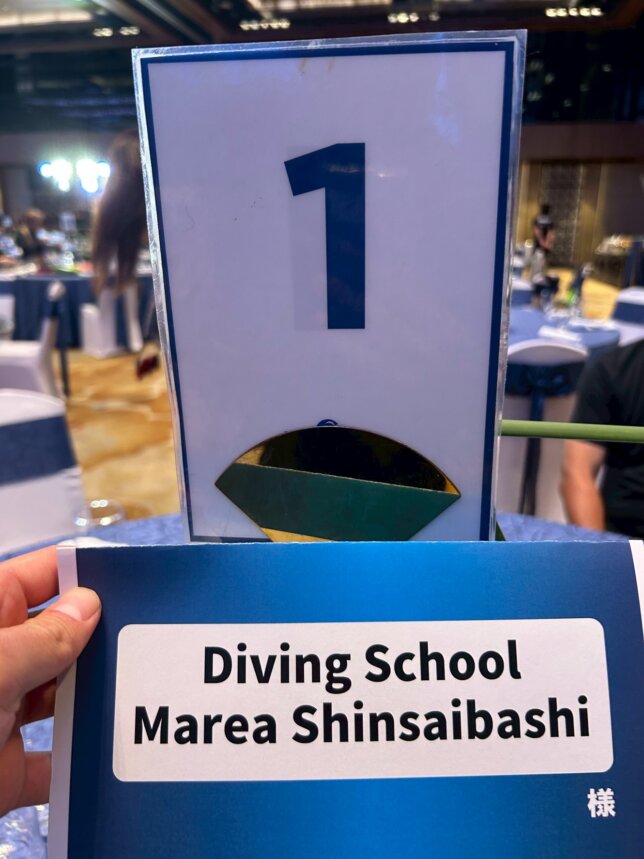 1
Diving School
Marea Shinsaibashi
様